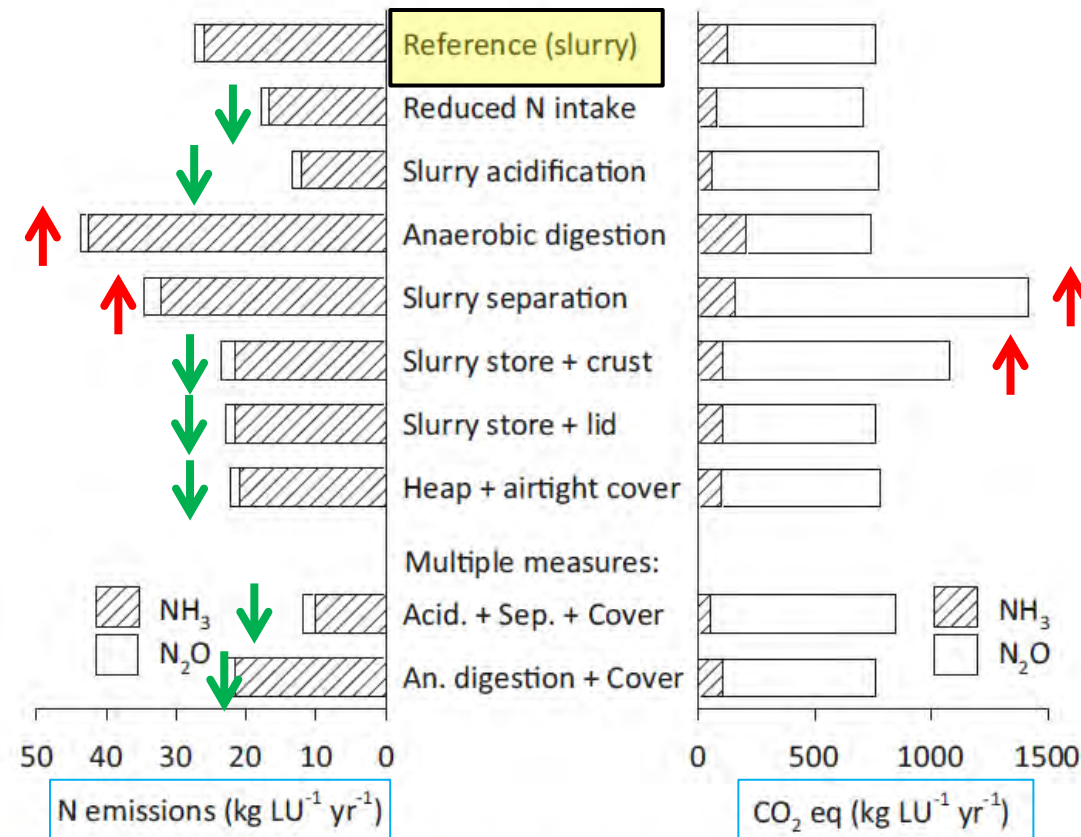 Reference (slurry)
Reduced N intake
Slurry acidification
Anaerobic digestion
Slurry separation
Slurry store + crust
Slurry store + lid
Heap + airtight cover
Multiple measures:
Acid. + Sep. + Cover
An. digestion + Cover
NH₃
N₂O
NH₃
N₂O
50 40 30 20 10 0
0 500 1000 1500
N emissions (kg LU⁻¹ yr⁻¹)
CO₂ eq (kg LU⁻¹ yr⁻¹)